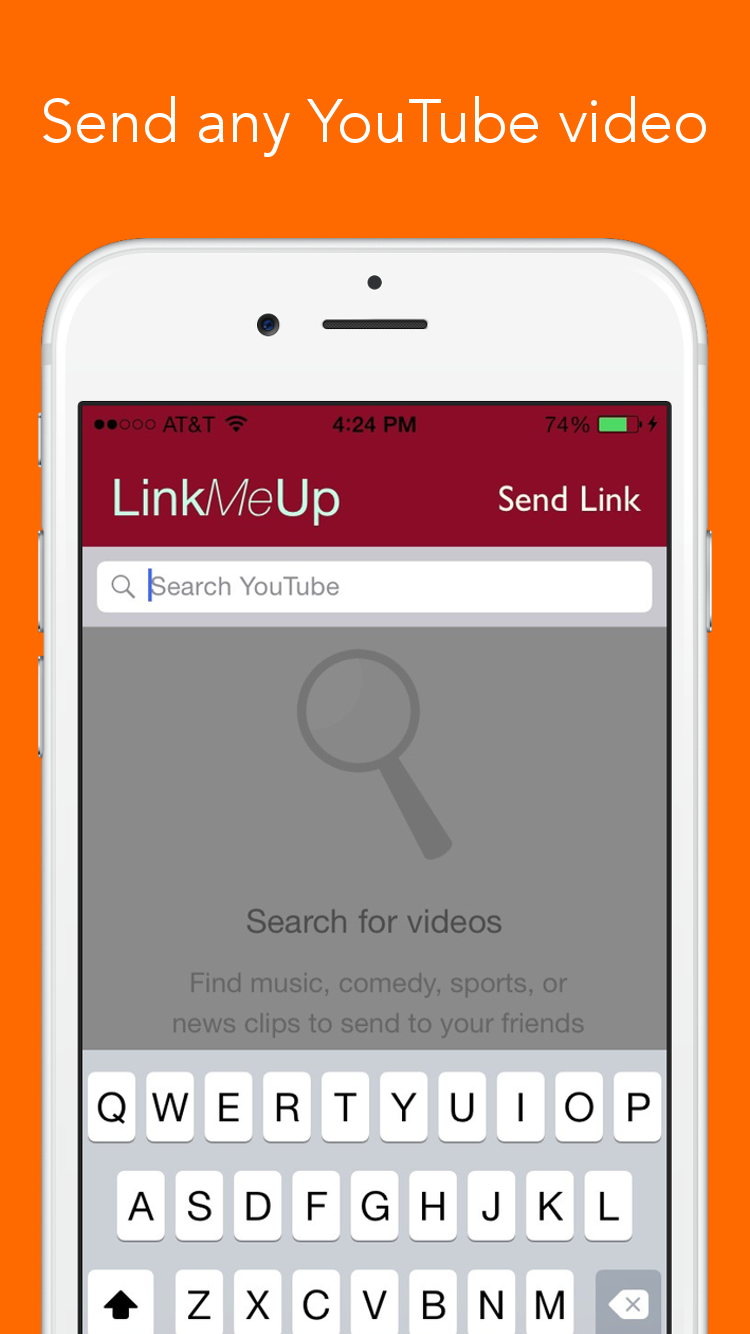 Send any YouTube video
AT&T 4:24 PM 74%
LinkMeUp Send Link
Search YouTube
Search for videos
Find music, comedy, sports, or
news clips to send to your friends
Q W E R T Y U I O P
A S D F G H J K L
Z X C V B N M